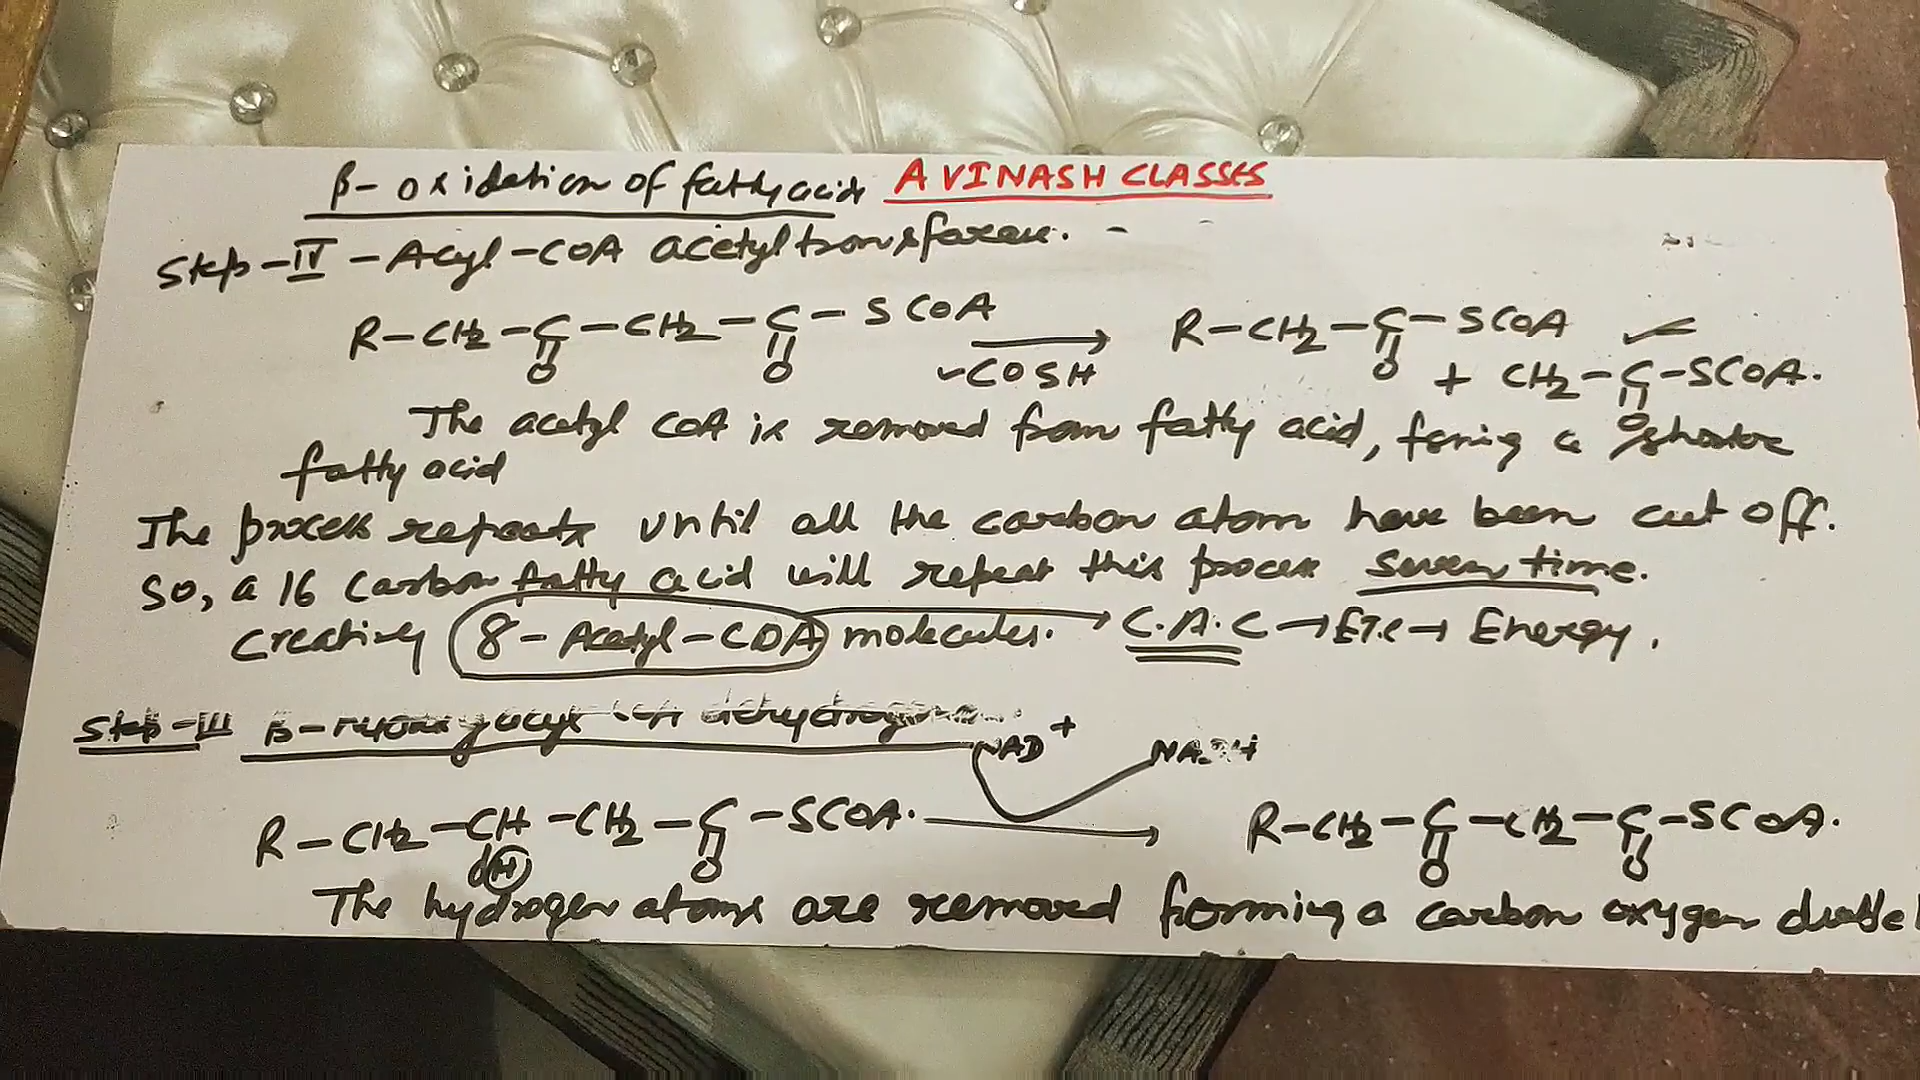 β- oxidation of fatty acid AVINASH CLASSES
Step-IV - Acyl-COA acetyltransferase. -
R-CH2-C-CH2-C-SCOA → R-CH2-C-SCOA ✓
O O ✓COSH O + CH2-C-SCOA.
The acetyl COA is removed from fatty acid, foming a O shorter
fatty acid
The process repeats until all the carbon atom have been cut off.
So, a 16 carbon fatty acid will repeat this process seven time.
creatively 8-Acetyl-COA molecules. → C.A.C → ETC → Energy.
Step-III β- dehydrogen
NAD+
R-CH2-CH-CH2-C-SCOA. → R-CH2-C-CH2-C-SCOA.
OH O O O
The hydrogen atoms are removed forming a carbon oxygen